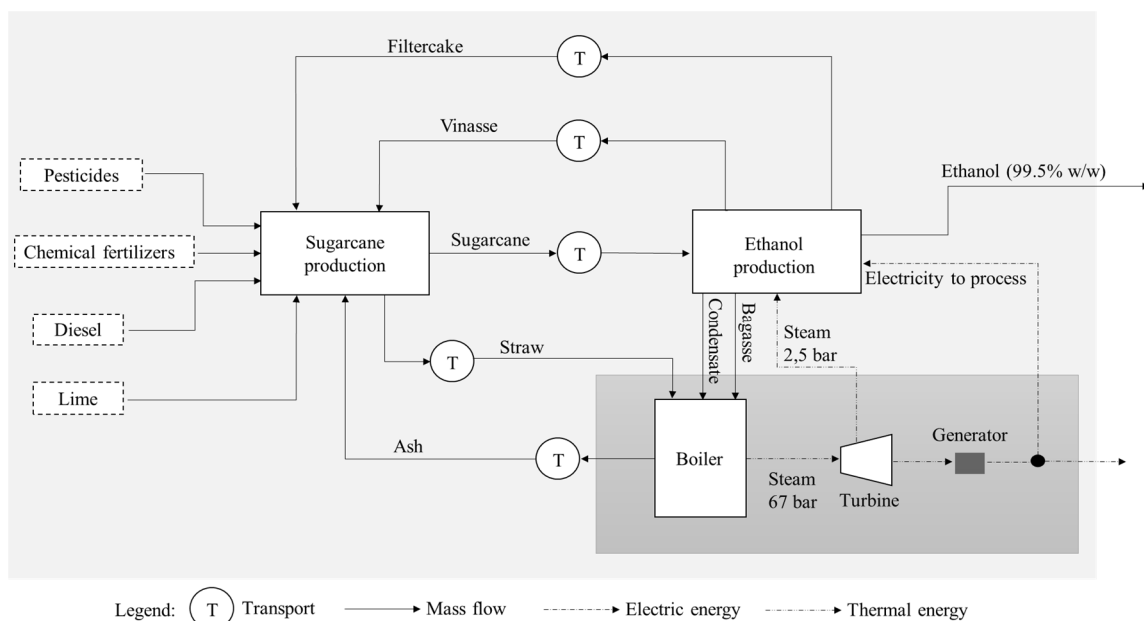 Filtercake
T
Vinasse
T
Pesticides
Ethanol (99.5% w/w)
Chemical fertilizers
Sugarcane
production
Sugarcane
T
Ethanol
production
Electricity to process
Diesel
Condensate
Bagasse
Steam
2,5 bar
T
Straw
Lime
Ash
T
Boiler
Steam
67 bar
Turbine
Generator
Legend: T Transport Mass flow Electric energy Thermal energy